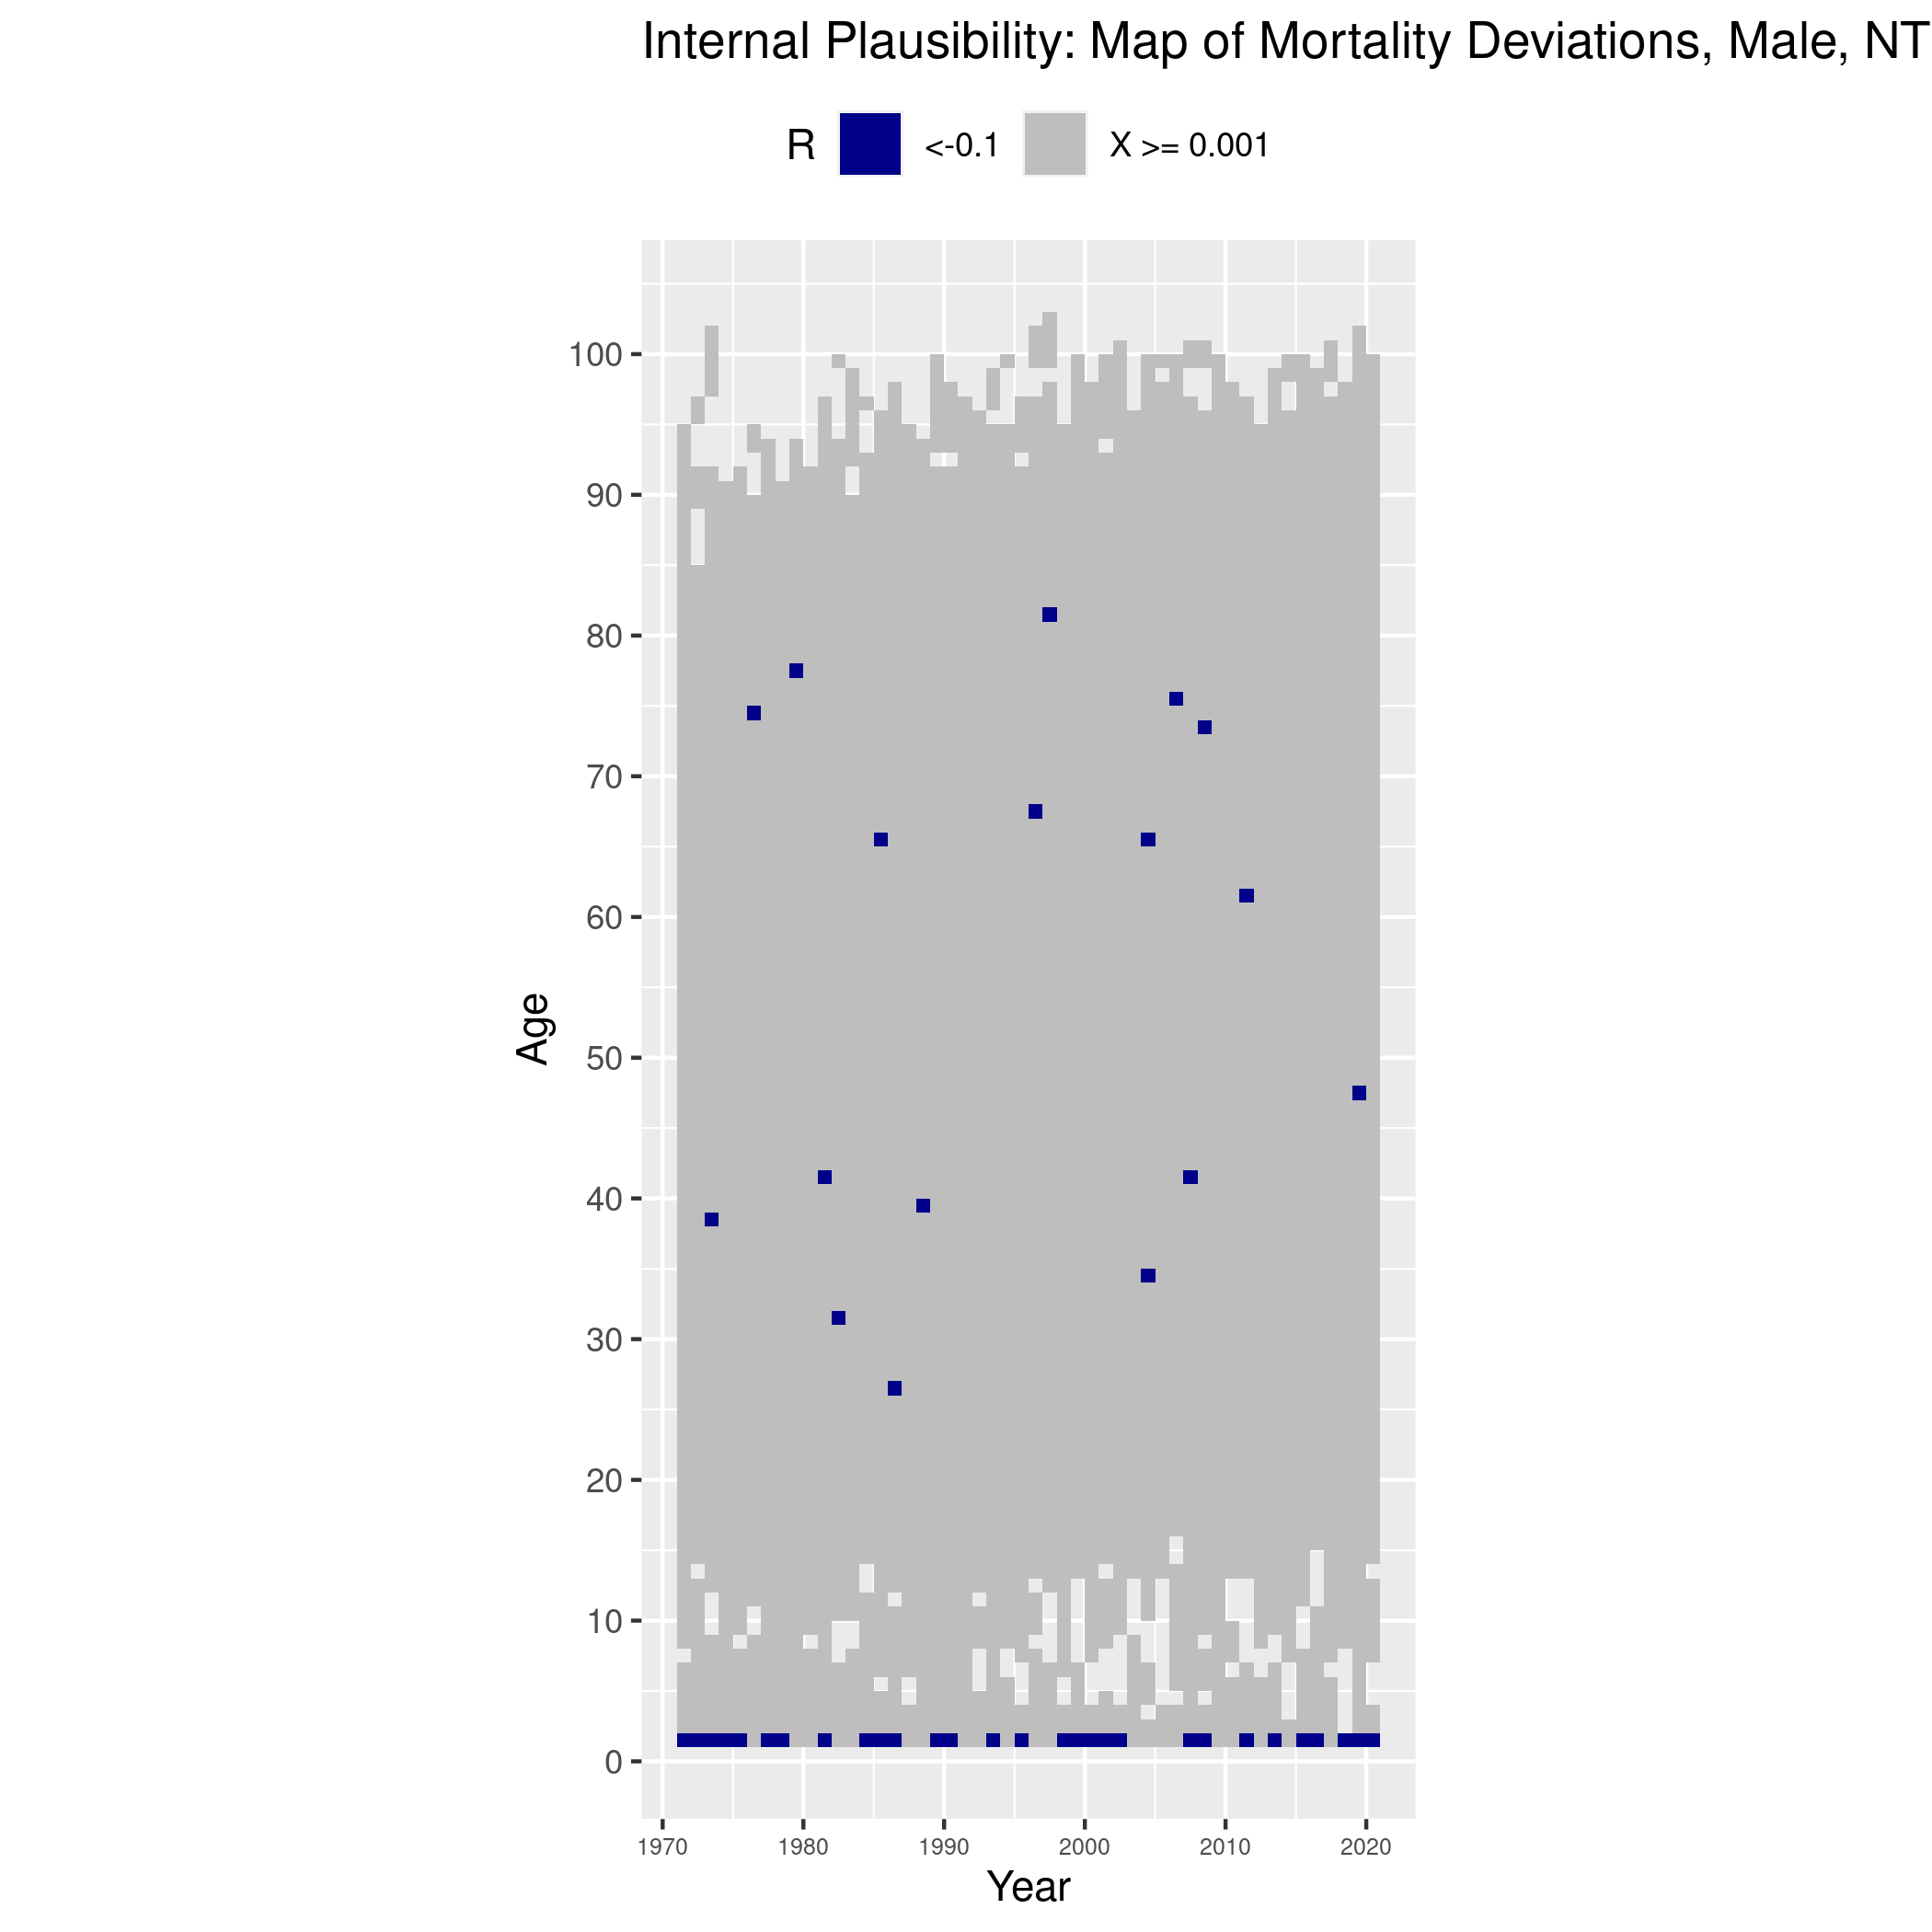 Internal Plausibility: Map of Mortality Deviations, Male, NT
R <-0.1 X >= 0.001
100
90
80
70
60
50
40
30
20
10
0
Age
1970 1980 1990 2000 2010 2020
Year